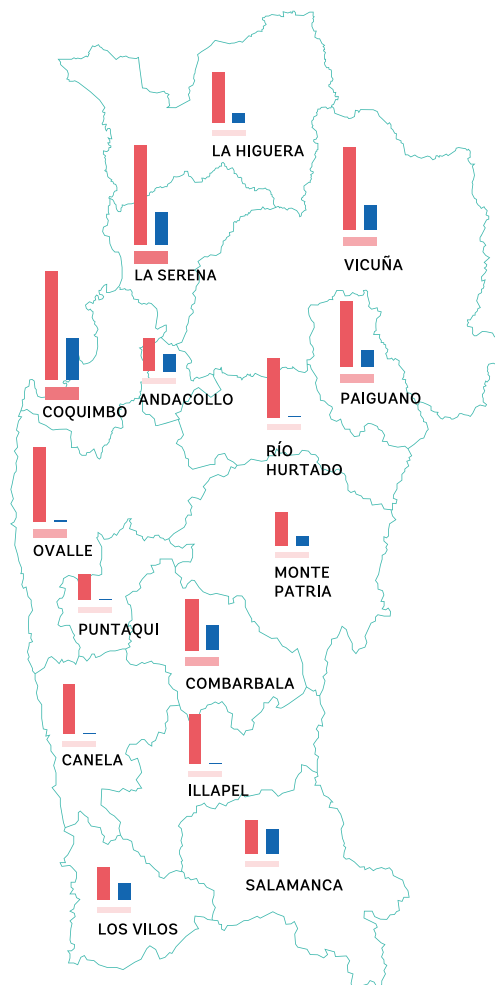 LA HIGUERA
VICUÑA
LA SERENA
COQUIMBO
ANDACOLLO
PAIGUANO
RÍO
HURTADO
OVALLE
MONTE
PATRIA
PUNTAQUI
COMBARBALA
CANELA
ILLAPEL
SALAMANCA
LOS VILOS